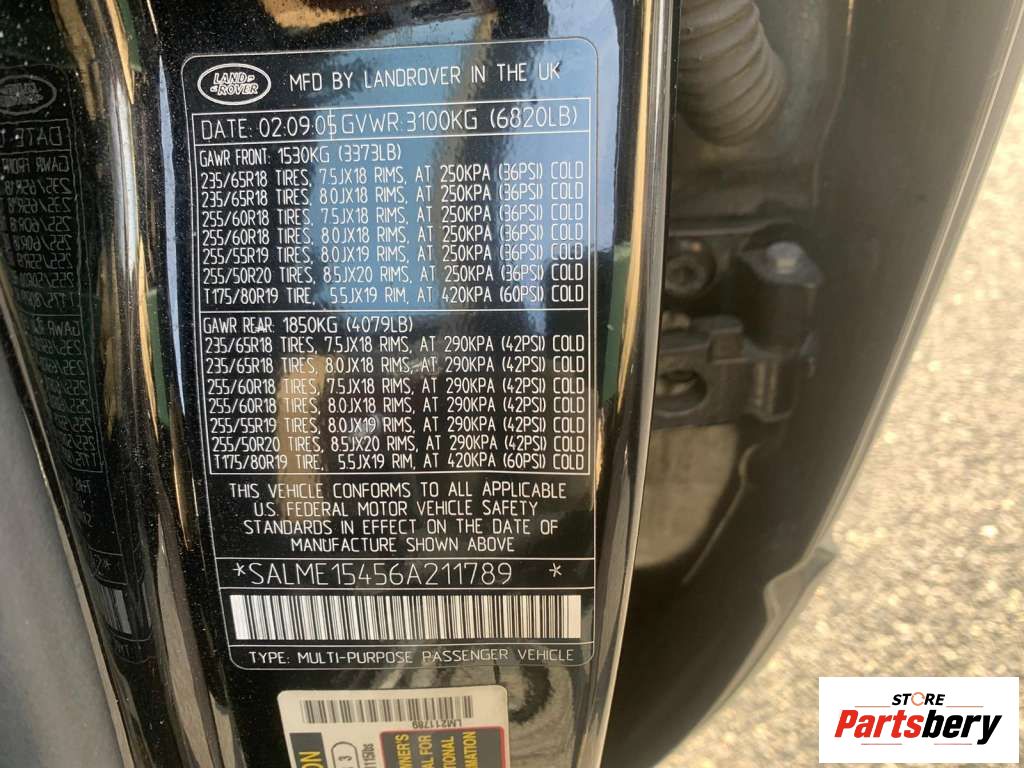 LAND ROVER
MFD BY LANDROVER IN THE UK
DATE: 02:09:05 GVWR: 3100KG (6820LB)
GAWR FRONT: 1530KG (3373LB)
235/65R18 TIRES, 7.5JX18 RIMS, AT 250KPA (36PSI) COLD
235/65R18 TIRES, 8.0JX18 RIMS, AT 250KPA (36PSI) COLD
255/60R18 TIRES, 7.5JX18 RIMS, AT 250KPA (36PSI) COLD
255/60R18 TIRES, 8.0JX18 RIMS, AT 250KPA (36PSI) COLD
255/55R19 TIRES, 8.0JX19 RIMS, AT 250KPA (36PSI) COLD
255/50R20 TIRES, 8.5JX20 RIMS, AT 250KPA (36PSI) COLD
T175/80R19 TIRE, 5.5JX19 RIM, AT 420KPA (60PSI) COLD
GAWR REAR: 1850KG (4079LB)
235/65R18 TIRES, 7.5JX18 RIMS, AT 290KPA (42PSI) COLD
235/65R18 TIRES, 8.0JX18 RIMS, AT 290KPA (42PSI) COLD
255/60R18 TIRES, 7.5JX18 RIMS, AT 290KPA (42PSI) COLD
255/60R18 TIRES, 8.0JX18 RIMS, AT 290KPA (42PSI) COLD
255/55R19 TIRES, 8.0JX19 RIMS, AT 290KPA (42PSI) COLD
255/50R20 TIRES, 8.5JX20 RIMS, AT 290KPA (42PSI) COLD
T175/80R19 TIRE, 5.5JX19 RIM, AT 420KPA (60PSI) COLD
THIS VEHICLE CONFORMS TO ALL APPLICABLE
U.S. FEDERAL MOTOR VEHICLE SAFETY
STANDARDS IN EFFECT ON THE DATE OF
MANUFACTURE SHOWN ABOVE
*SALME15456A211789 *
TYPE: MULTI-PURPOSE PASSENGER VEHICLE
LM211789
STORE
Partsbery